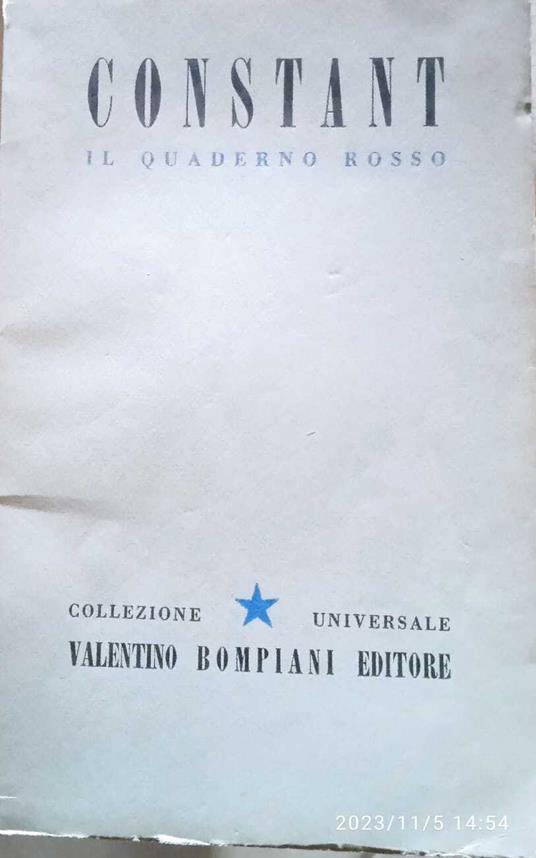 CONSTANT
IL QUADERNO ROSSO
COLLEZIONE UNIVERSALE
VALENTINO BOMPIANI EDITORE
2023/11/5 14:54